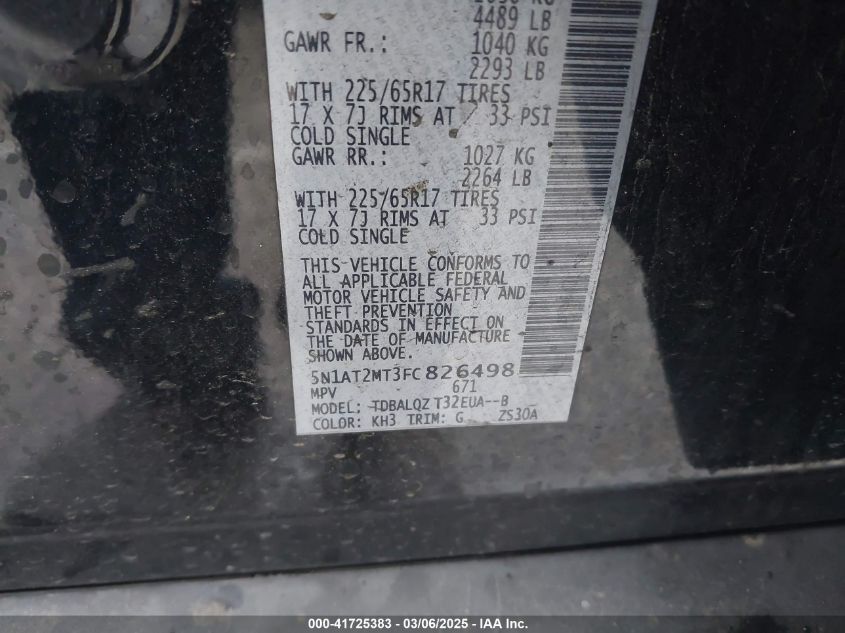 4489 LB
GAWR FR.: 1040 KG
2293 LB
WITH 225/65R17 TIRES
17 X 7J RIMS AT 33 PSI
COLD SINGLE
GAWR RR.: 1027 KG
2264 LB
WITH 225/65R17 TIRES
17 X 7J RIMS AT 33 PSI
COLD SINGLE
THIS VEHICLE CONFORMS TO
ALL APPLICABLE FEDERAL
MOTOR VEHICLE SAFETY AND
THEFT PREVENTION
STANDARDS IN EFFECT ON
THE DATE OF MANUFACTURE
SHOWN ABOVE.
5N1AT2MT3FC826498
MPV 671
MODEL: TDBALQZ T32EUA--B
COLOR: KH3 TRIM: G ZS30A
000-41725383 - 03/06/2025 - IAA Inc.